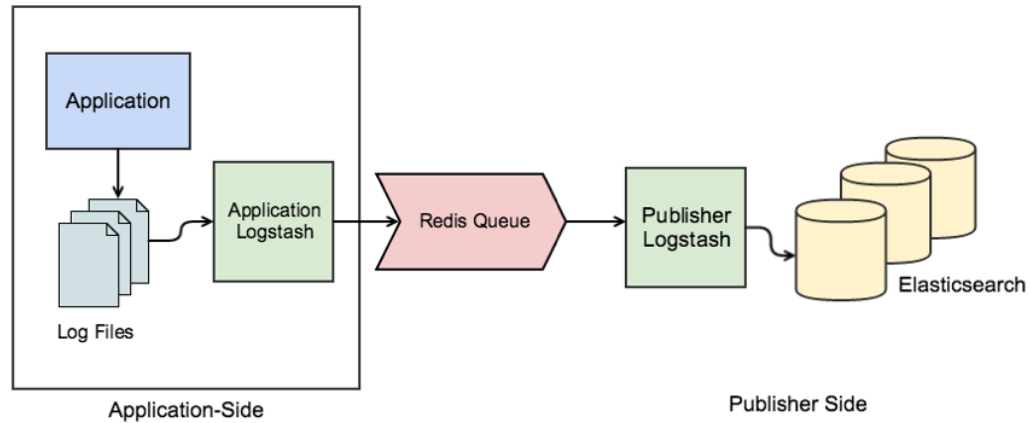 Application
Log Files
Application
Logstash
Redis Queue
Publisher
Logstash
Elasticsearch
Application-Side
Publisher Side